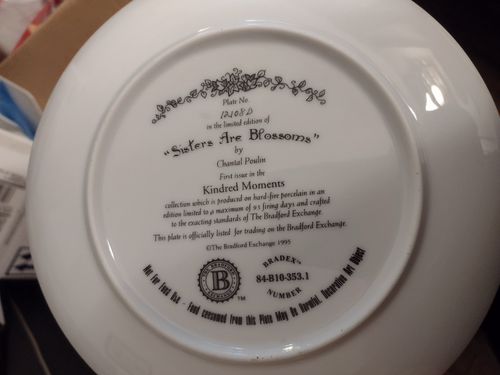 Plate No.
12108D
in the limited edition of
"Sisters Are Blossoms"
by
Chantal Poulin
First issue in the
Kindred Moments
collection which is produced on hard-fire porcelain in an
edition limited to a maximum of 95 firing days and crafted
to the exacting standards of The Bradford Exchange.
This plate is officially listed for trading on the Bradford Exchange.
©The Bradford Exchange 1995
B
TM
BRADEX™
84-B10-353.1
NUMBER
Not For Food Use - Food consumed from this Plate May Be Harmful. Decorative Art Object